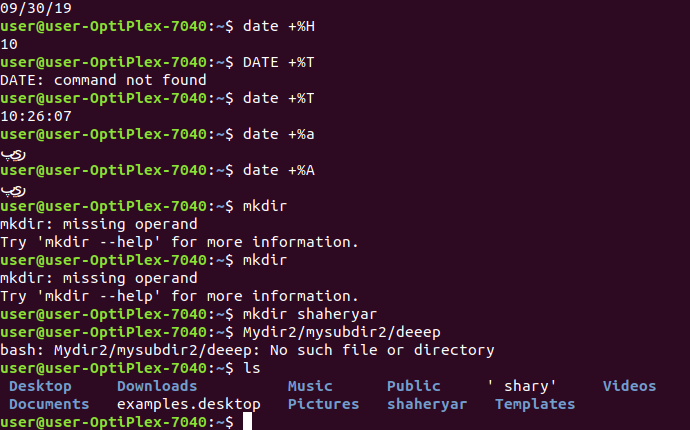 09/30/19
user@user-OptiPlex-7040:~$ date +%H
10
user@user-OptiPlex-7040:~$ DATE +%T
DATE: command not found
user@user-OptiPlex-7040:~$ date +%T
10:26:07
user@user-OptiPlex-7040:~$ date +%a
ریپ
user@user-OptiPlex-7040:~$ date +%A
ریپ
user@user-OptiPlex-7040:~$ mkdir
mkdir: missing operand
Try 'mkdir --help' for more information.
user@user-OptiPlex-7040:~$ mkdir
mkdir: missing operand
Try 'mkdir --help' for more information.
user@user-OptiPlex-7040:~$ mkdir shaheryar
user@user-OptiPlex-7040:~$ Mydir2/mysubdir2/deeep
bash: Mydir2/mysubdir2/deeep: No such file or directory
user@user-OptiPlex-7040:~$ ls
Desktop Downloads Music Public ' shary' Videos
Documents examples.desktop Pictures shaheryar Templates
user@user-OptiPlex-7040:~$